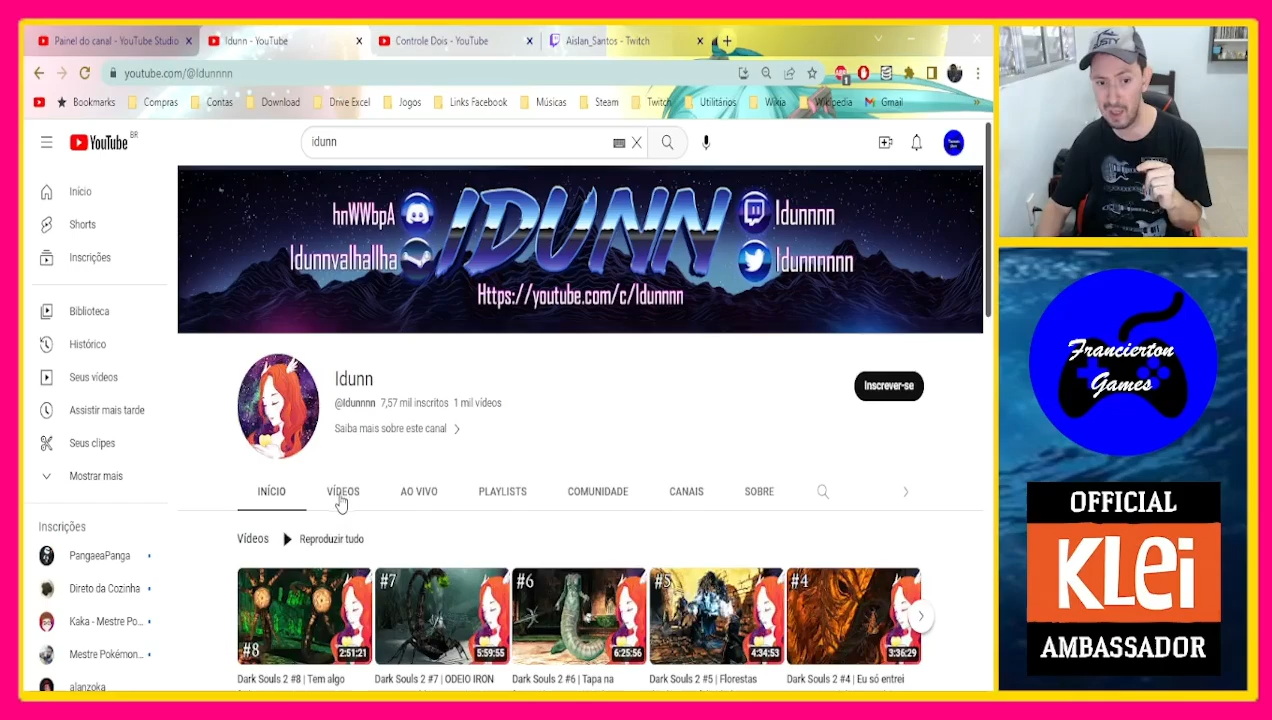 Painel do canal - YouTube Studio
Idunn - YouTube
Controle Dois - YouTube
Aislan_Santos - Twitch
youtube.com/@Idunnnn
1
Bookmarks
Compras
Contas
Download
Drive Excel
Jogos
Links Facebook
Músicas
Steam
Twitch
Utilitários
Wikia
Wikipedia
Gmail
YouTube BR
idunn
Início
Shorts
Inscrições
Biblioteca
Histórico
Seus vídeos
Assistir mais tarde
Seus clipes
Mostrar mais
Inscrições
PangaeaPanga
Direto da Cozinha
Kaka - Mestre Po...
Mestre Pokémon...
alanzoka
hnWWbpA
IDUNN
Idunnnn
Idunnvalhallha
Idunnnnnn
Https://youtube.com/c/Idunnnn
Idunn
@Idunnnn 7,57 mil inscritos 1 mil vídeos
Saiba mais sobre este canal
Inscrever-se
INÍCIO
VÍDEOS
AO VIVO
PLAYLISTS
COMUNIDADE
CANAIS
SOBRE
Vídeos
Reproduzir tudo
#8
2:51:21
#7
5:59:55
#6
6:25:56
#5
4:34:53
#4
3:36:29
Dark Souls 2 #8 | Tem algo
Dark Souls 2 #7 | ODEIO IRON
Dark Souls 2 #6 | Tapa na
Dark Souls 2 #5 | Florestas
Dark Souls 2 #4 | Eu só entrei
Francierton
Games
OFFICIAL
KLEi
AMBASSADOR